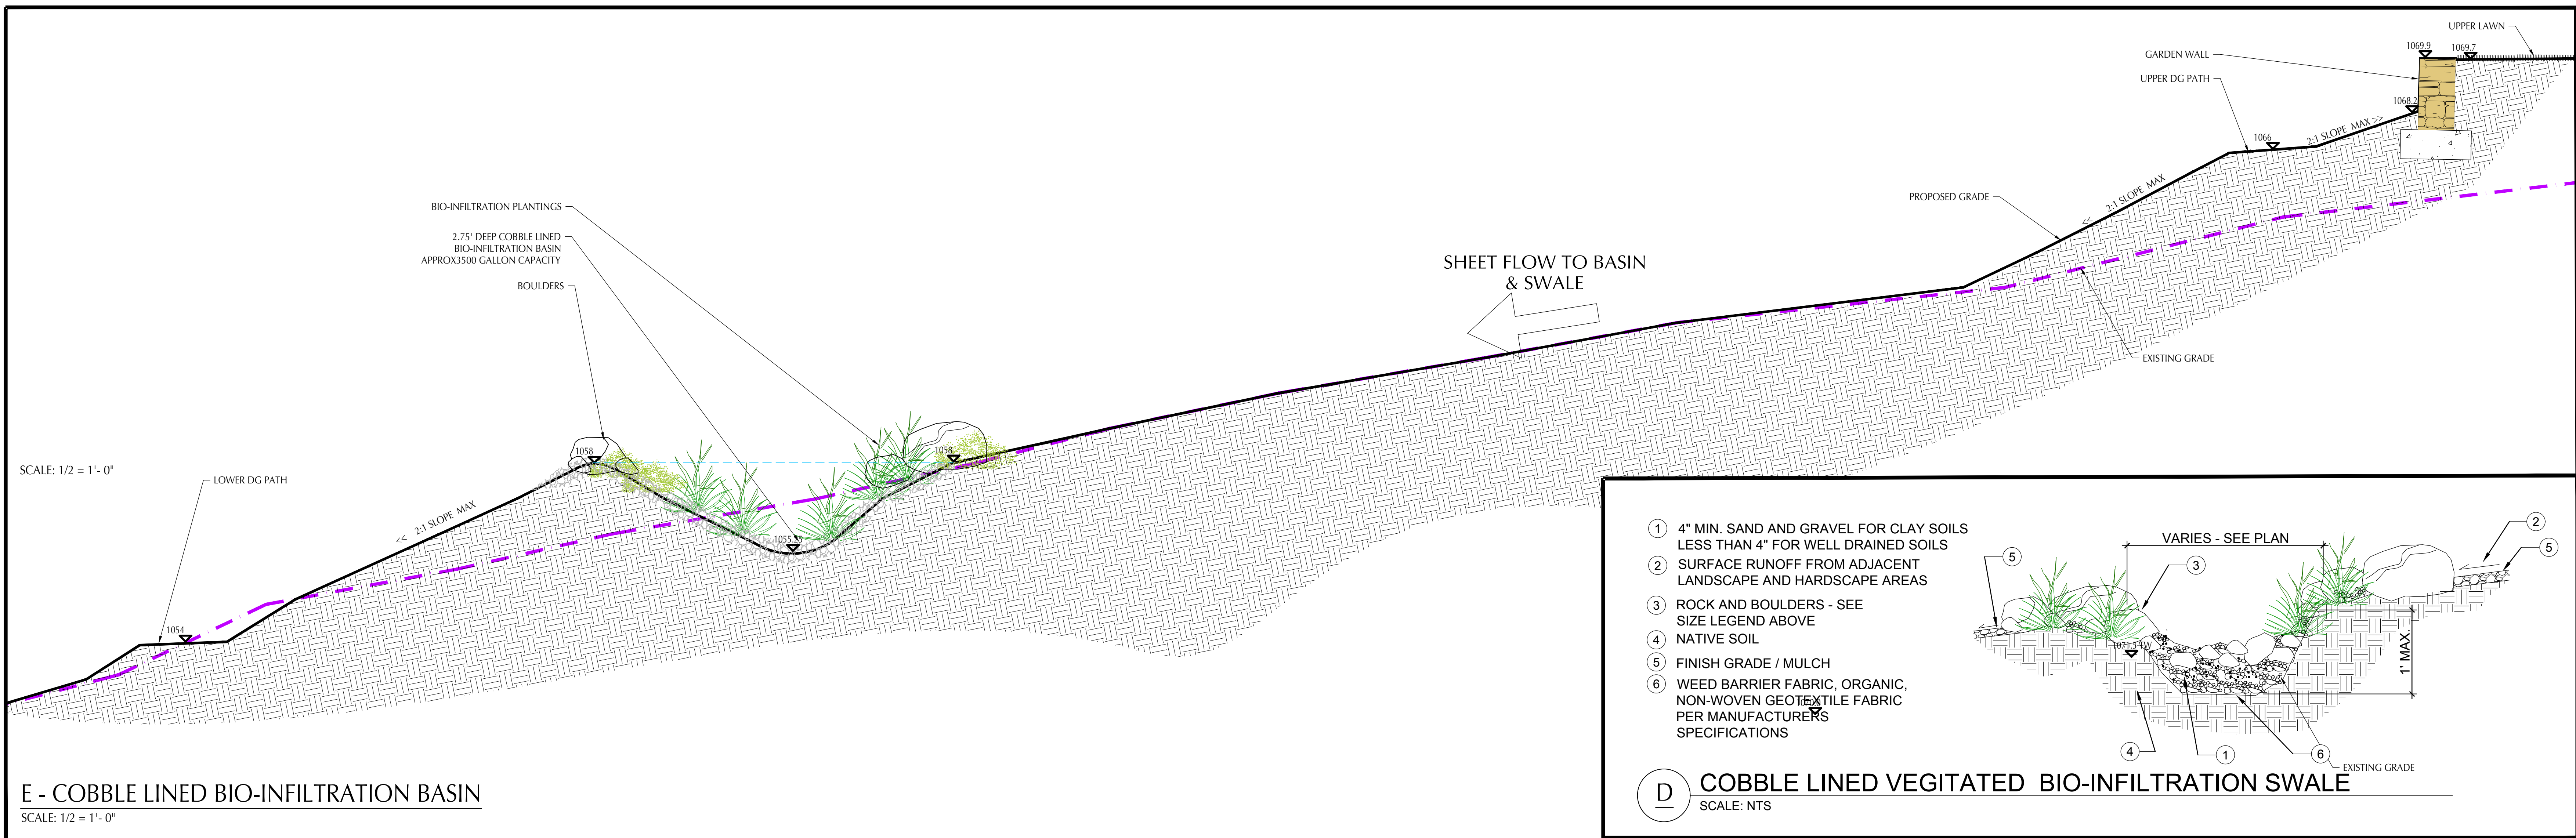 UPPER LAWN
1069.9
1069.7
GARDEN WALL
UPPER DG PATH
1068.2
1066
2:1 SLOPE MAX >>
<< 2:1 SLOPE MAX
PROPOSED GRADE
BIO-INFILTRATION PLANTINGS
2.75' DEEP COBBLE LINED
BIO-INFILTRATION BASIN
APPROX3500 GALLON CAPACITY
BOULDERS
SHEET FLOW TO BASIN
& SWALE
EXISTING GRADE
1058
1058
SCALE: 1/2 = 1'- 0"
LOWER DG PATH
<< 2:1 SLOPE MAX
1055.25
1054
E - COBBLE LINED BIO-INFILTRATION BASIN
SCALE: 1/2 = 1'- 0"
1 4" MIN. SAND AND GRAVEL FOR CLAY SOILS
LESS THAN 4" FOR WELL DRAINED SOILS
2 SURFACE RUNOFF FROM ADJACENT
LANDSCAPE AND HARDSCAPE AREAS
3 ROCK AND BOULDERS - SEE
SIZE LEGEND ABOVE
4 NATIVE SOIL
5 FINISH GRADE / MULCH
6 WEED BARRIER FABRIC, ORGANIC,
NON-WOVEN GEOTEXTILE FABRIC
PER MANUFACTURERS
SPECIFICATIONS
VARIES - SEE PLAN
2
5
5
3
1' MAX.
4
1
6
EXISTING GRADE
D COBBLE LINED VEGITATED BIO-INFILTRATION SWALE
SCALE: NTS